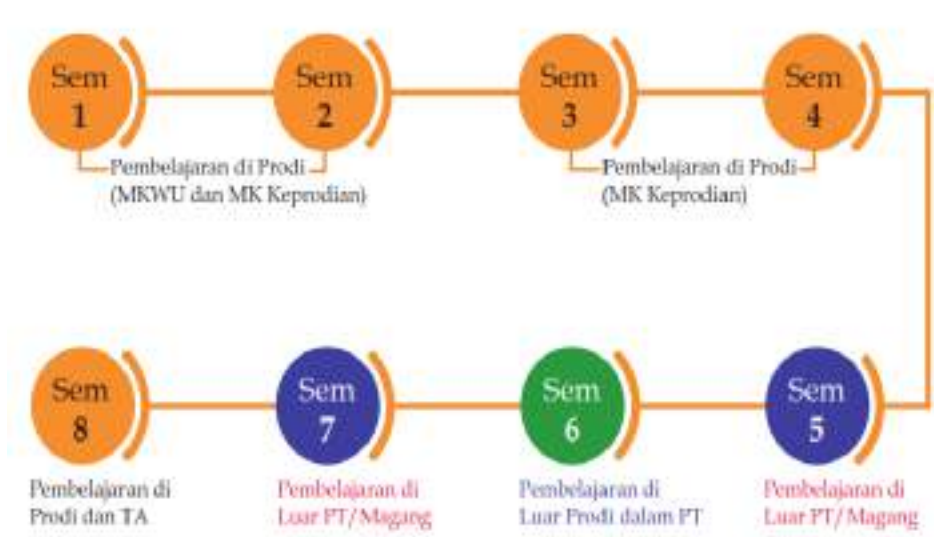 Sem
1
Sem
2
Sem
3
Sem
4
Pembelajaran di Prodi
(MKWU dan MK Keprodian)
Pembelajaran di Prodi
(MK Keprodian)
Sem
8
Sem
7
Sem
6
Sem
5
Pembelajaran di
Prodi dan TA
Pembelajaran di
Luar PT/Magang
Pembelajaran di
Luar Prodi dalam PT
Pembelajaran di
Luar PT/Magang